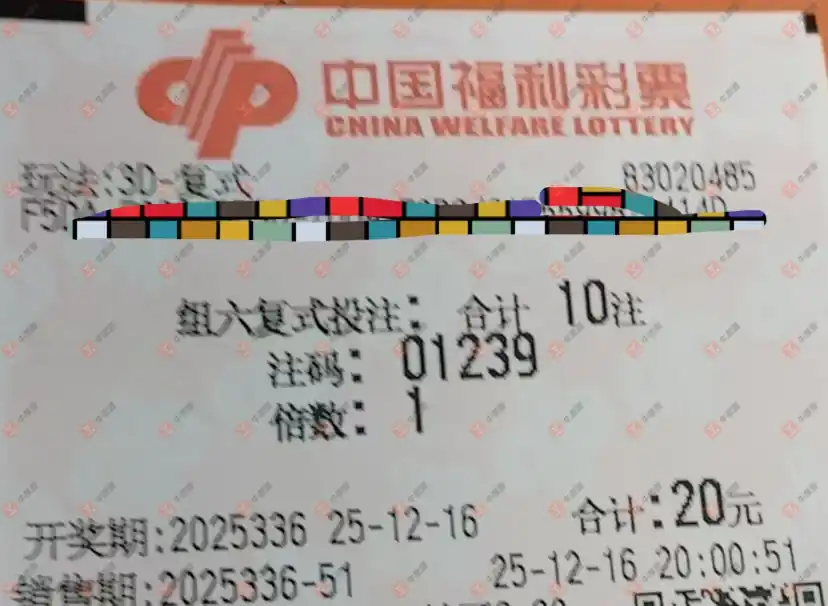 中国福利彩票
CHINA WELFARE LOTTERY
玩法:3D-复式 83020485
组六复式投注: 合计 10注
注码: 01239
倍数: 1
合计:20元
开奖期:2025336 25-12-16
25-12-16 20:00:51
销售期:2025336-51